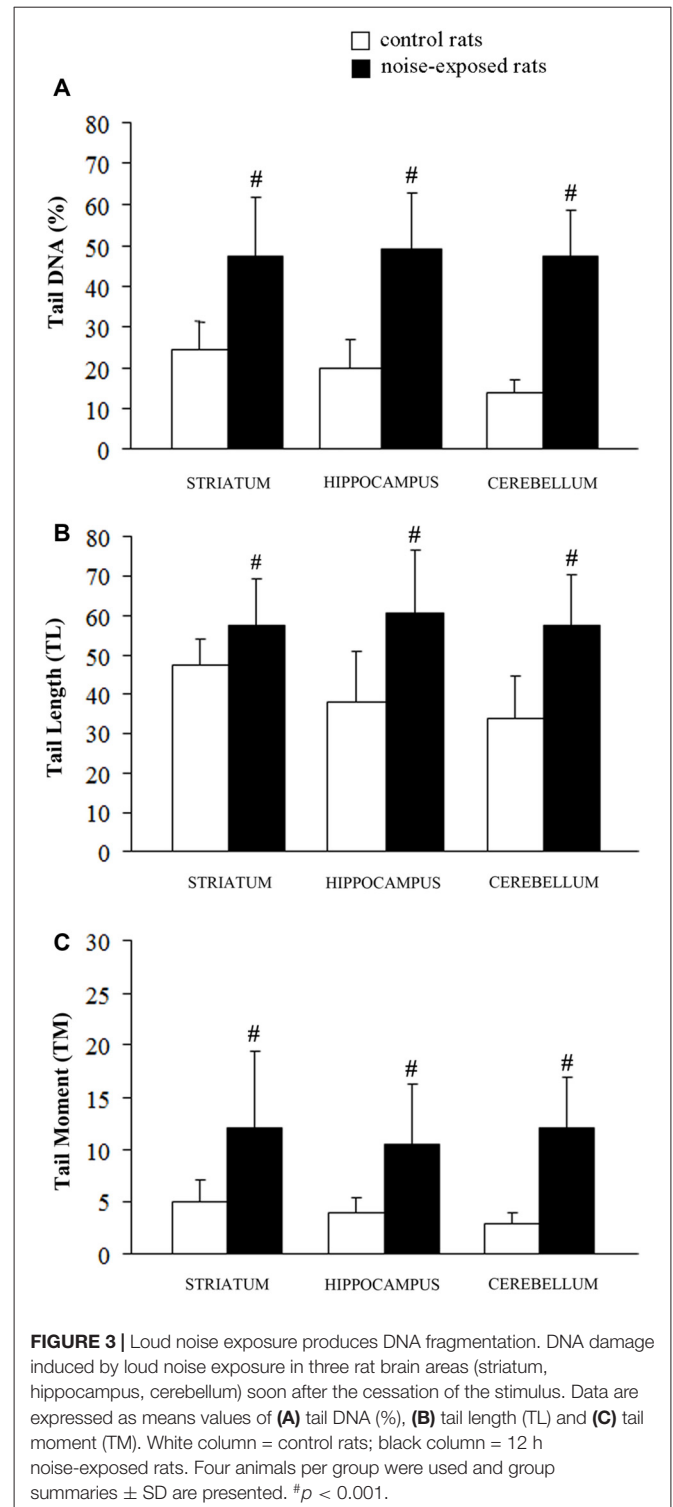 control rats
noise-exposed rats
A
80
70
60
50
40
30
20
10
0
Tail DNA (%)
# # #
STRIATUM HIPPOCAMPUS CEREBELLUM
B
80
70
60
50
40
30
20
10
0
Tail Length (TL)
# # #
STRIATUM HIPPOCAMPUS CEREBELLUM
C
30
25
20
15
10
5
0
Tail Moment (TM)
# # #
STRIATUM HIPPOCAMPUS CEREBELLUM
FIGURE 3 | Loud noise exposure produces DNA fragmentation. DNA damage
induced by loud noise exposure in three rat brain areas (striatum,
hippocampus, cerebellum) soon after the cessation of the stimulus. Data are
expressed as means values of (A) tail DNA (%), (B) tail length (TL) and (C) tail
moment (TM). White column = control rats; black column = 12 h
noise-exposed rats. Four animals per group were used and group
summaries ± SD are presented. #p < 0.001.